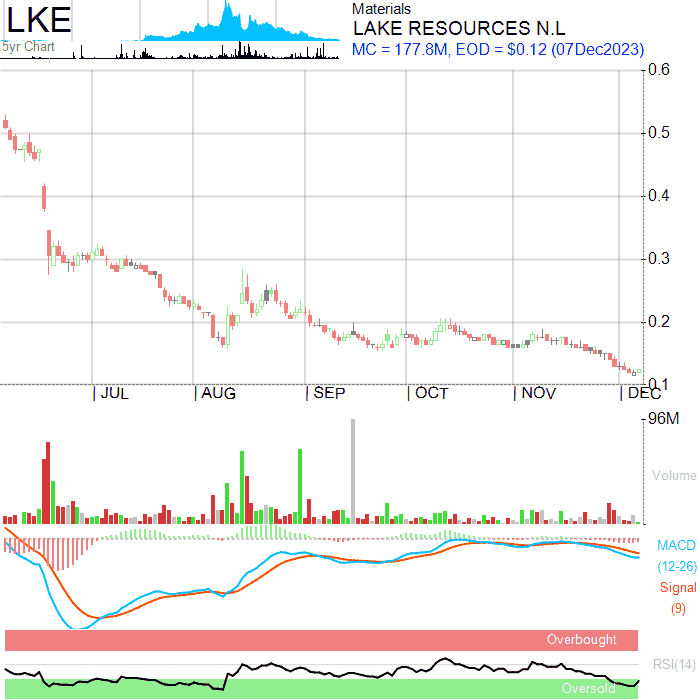 LKE
5yr Chart
Materials
LAKE RESOURCES N.L
MC = 177.8M, EOD = $0.12 (07Dec2023)
0.6
0.5
0.4
0.3
0.2
0.1
JUL AUG SEP OCT NOV DEC
96M
Volume
MACD
(12-26)
Signal
(9)
Overbought
RSI(14)
Oversold